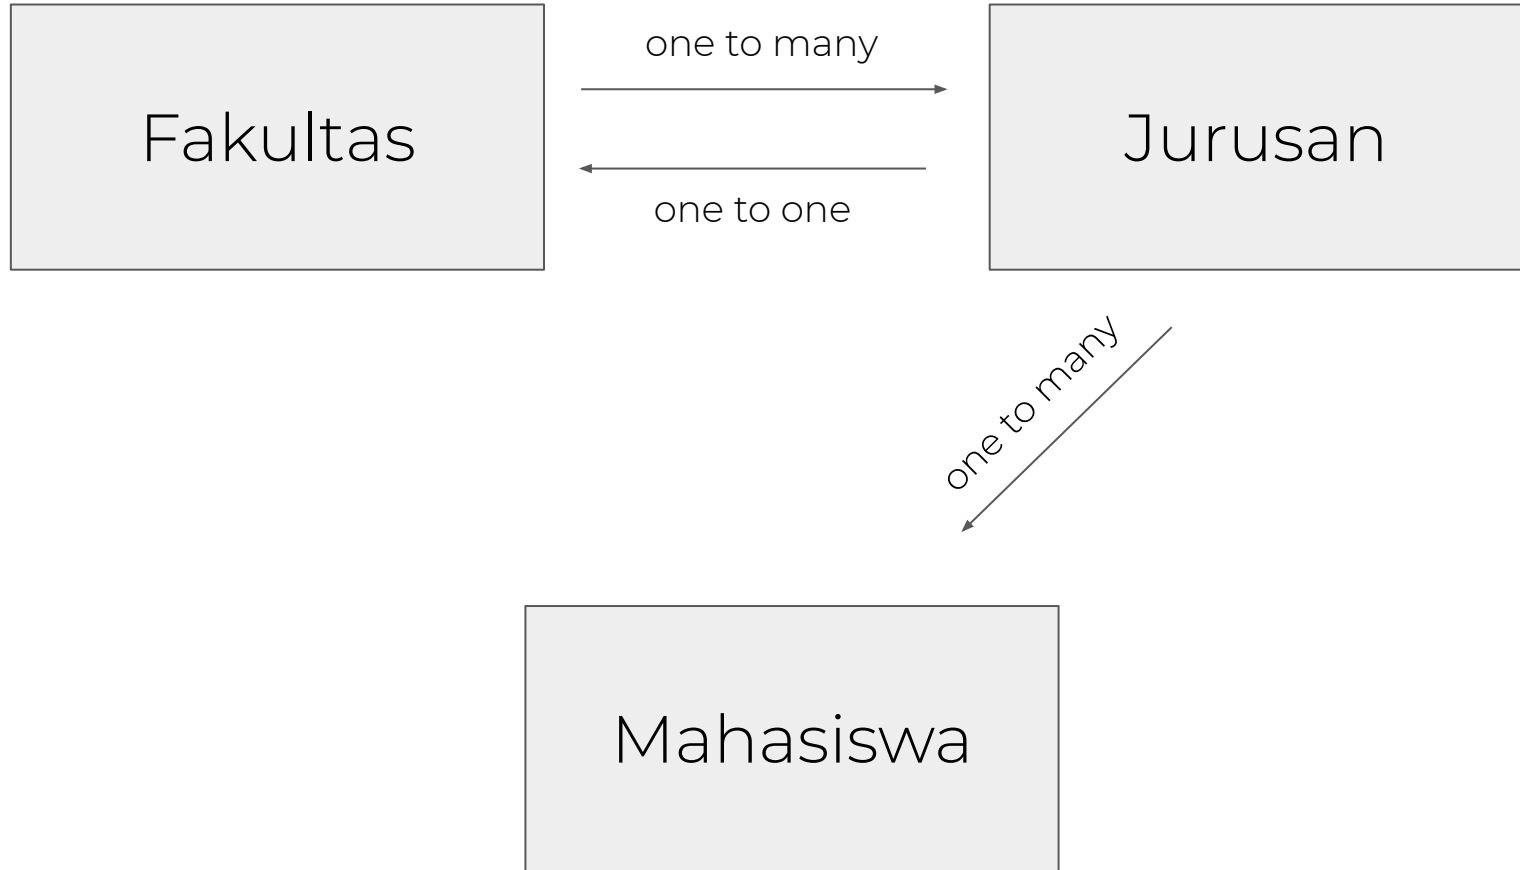 one to many
Fakultas
Jurusan
one to one
one to many
Mahasiswa